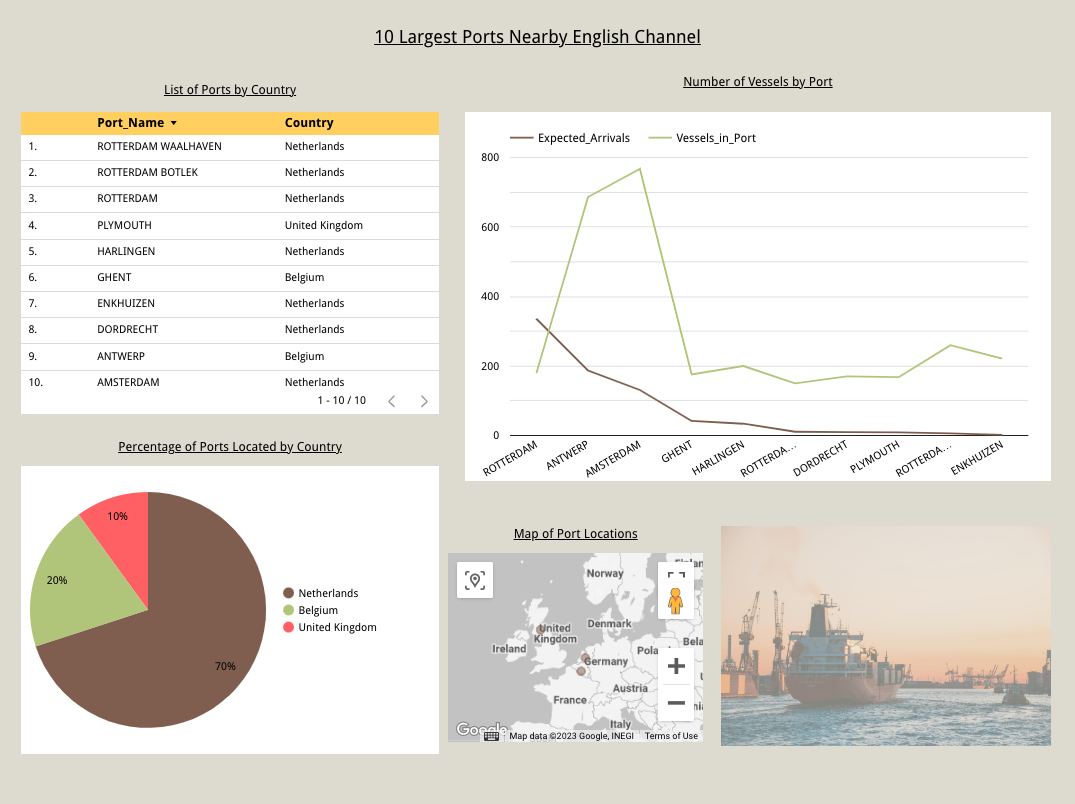 10 Largest Ports Nearby English Channel
List of Ports by Country
Port_Name Country
1. ROTTERDAM WAALHAVEN Netherlands
2. ROTTERDAM BOTLEK Netherlands
3. ROTTERDAM Netherlands
4. PLYMOUTH United Kingdom
5. HARLINGEN Netherlands
6. GHENT Belgium
7. ENKHUIZEN Netherlands
8. DORDRECHT Netherlands
9. ANTWERP Belgium
10. AMSTERDAM Netherlands
1 - 10 / 10
Number of Vessels by Port
Expected_Arrivals Vessels_in_Port
800
600
400
200
0
ROTTERDAM ANTWERP AMSTERDAM GHENT HARLINGEN ROTTERDA... DORDRECHT PLYMOUTH ROTTERDA... ENKHUIZEN
Percentage of Ports Located by Country
10%
20%
70%
Netherlands
Belgium
United Kingdom
Map of Port Locations
Norway
Denmark
United
Kingdom
Ireland
Germany
Austria
France
Italy
Google
Map data ©2023 Google, INEGI Terms of Use